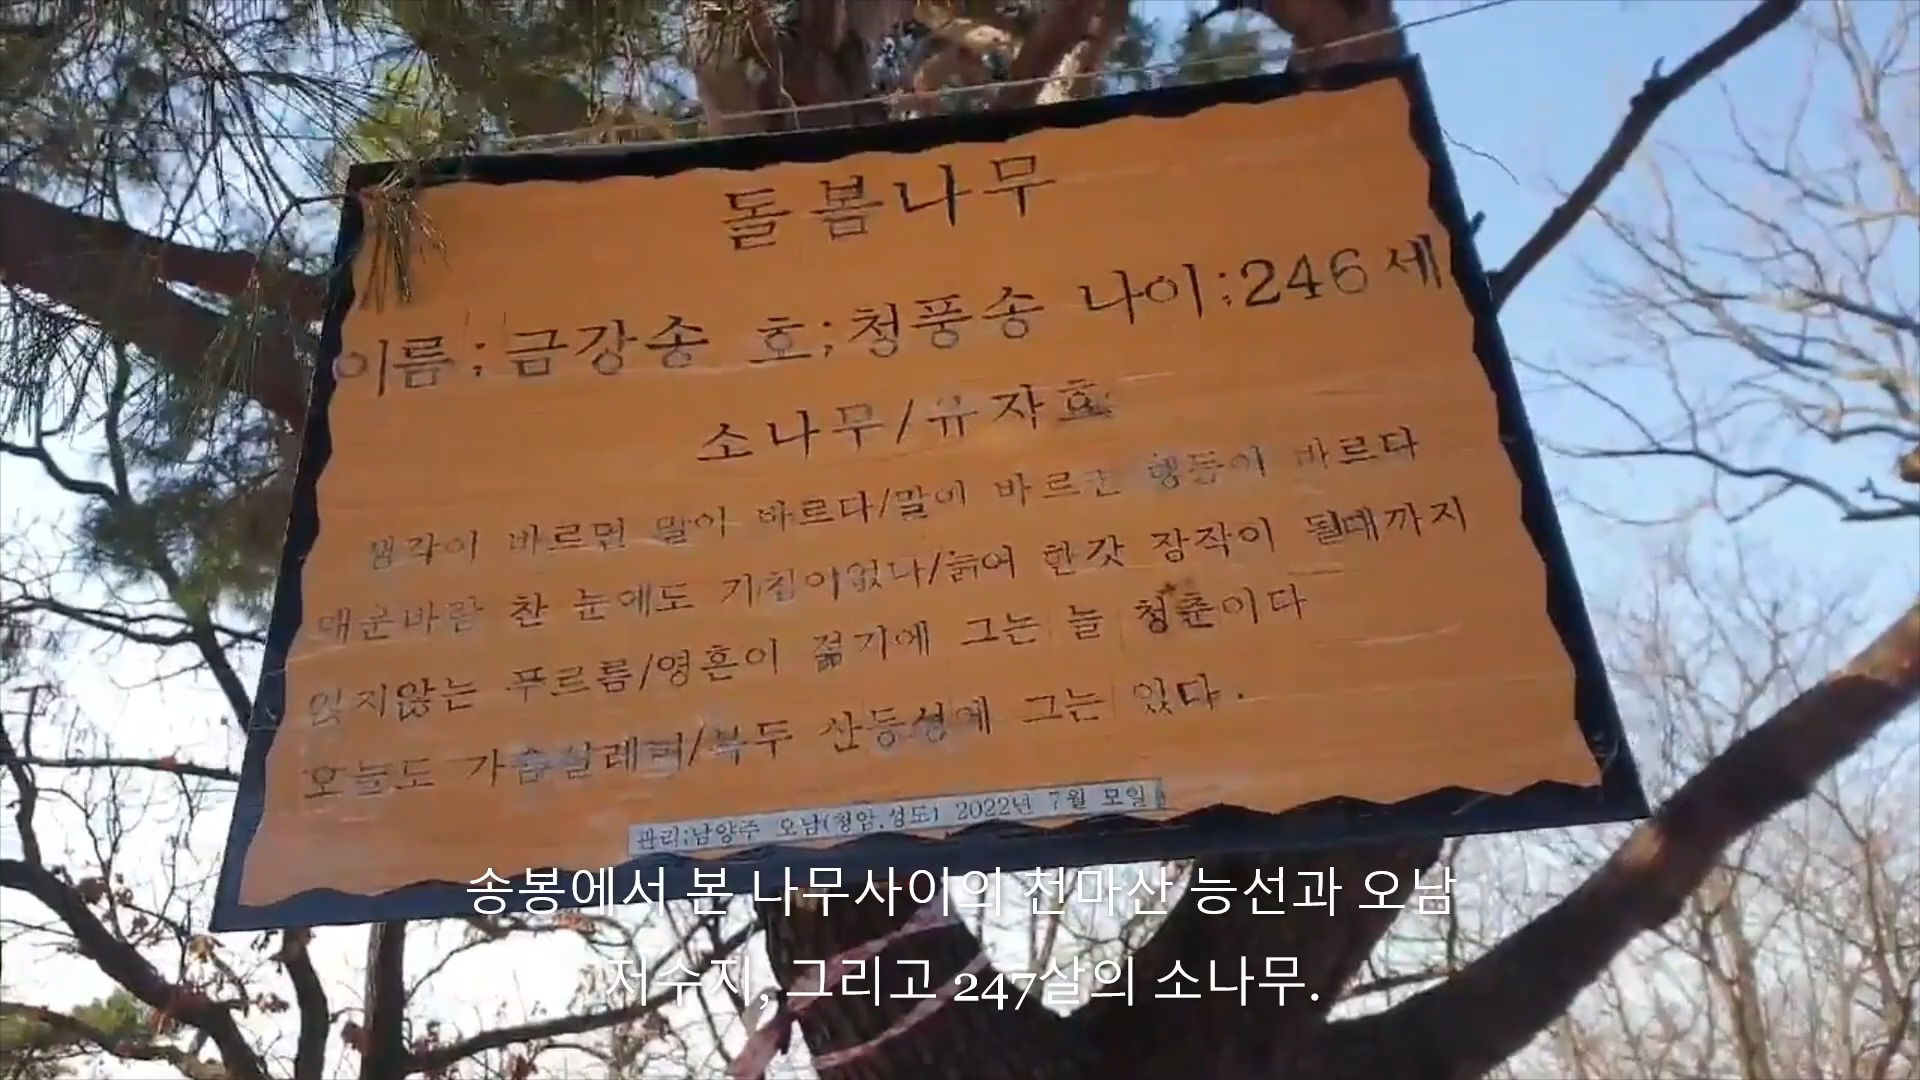 돌봄나무
이름;금강송 호;청풍송 나이;246세
소나무/유자효
생각이 바르면 말이 바르다/말이 바르면 행동이 바르다
매운바람 찬 눈에도 기침이없다/늙어 한갓 장작이 될때까지
잃지않는 푸르름/영혼이 젊기에 그는 늘 청춘이다
오늘도 가슴설레며/북두 산등성에 그는 있다.
관리;남양주 오남(청암.성도) 2022년 7월 모일
송봉에서 본 나무사이의 천마산 능선과 오남
저수지, 그리고 247살의 소나무.